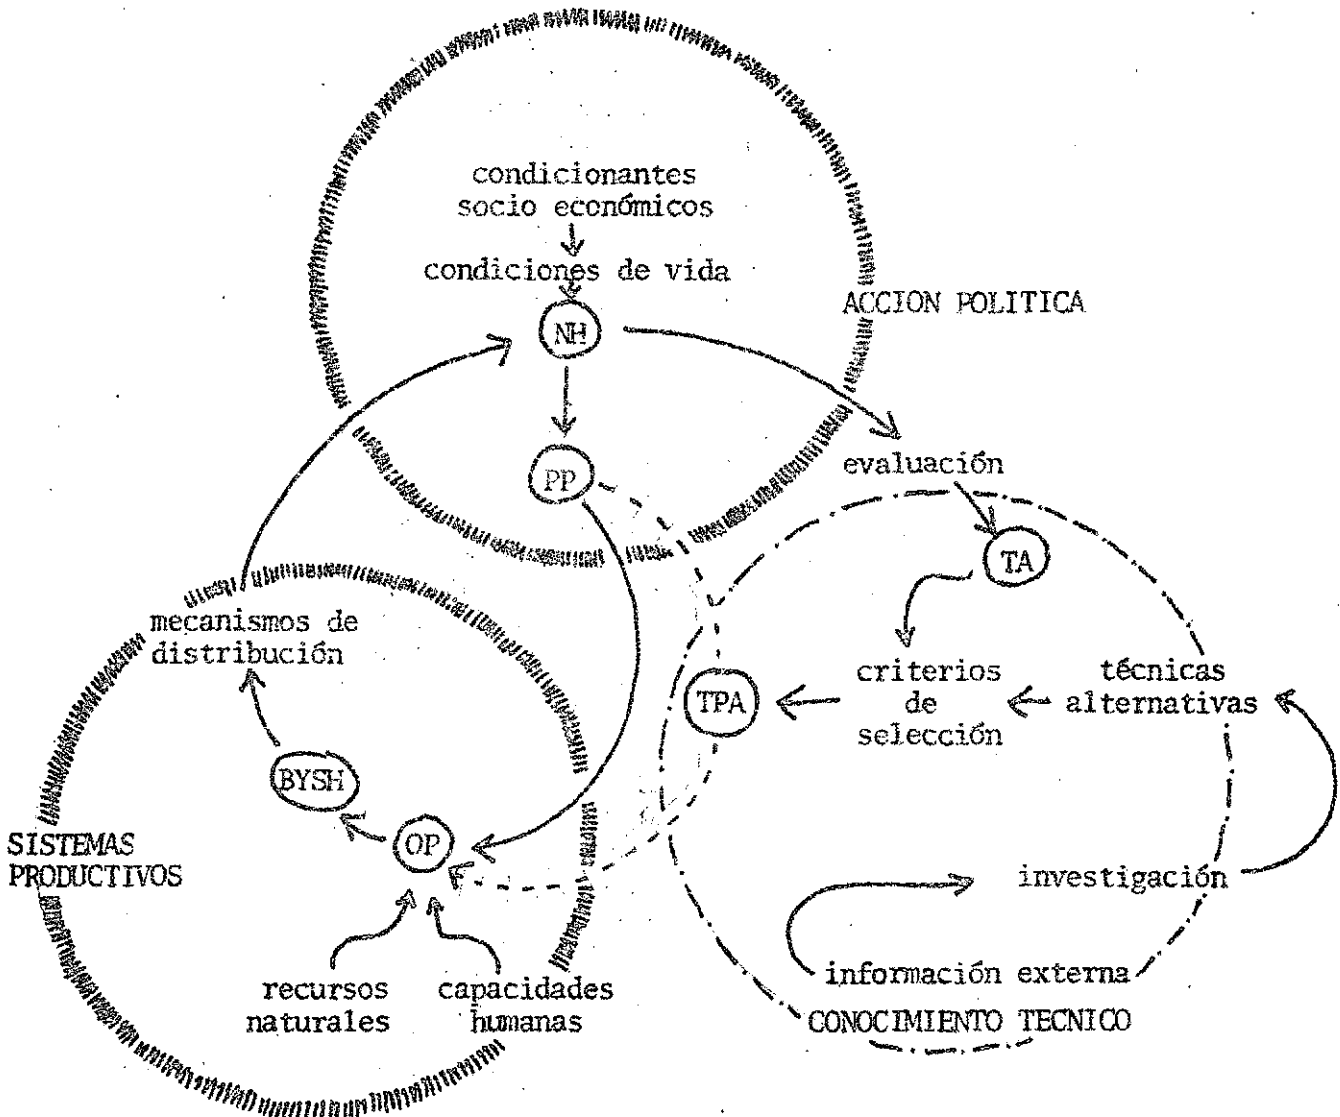 condicionantes
socio económicos
condiciones de vida
ACCION POLITICA
NH
evaluación
PP
TA
mecanismos de
distribución
criterios
de
selección
técnicas
alternativas
TPA
BYSH
OP
SISTEMAS
PRODUCTIVOS
investigación
recursos
naturales
capacidades
humanas
información externa
CONOCIMIENTO TECNICO